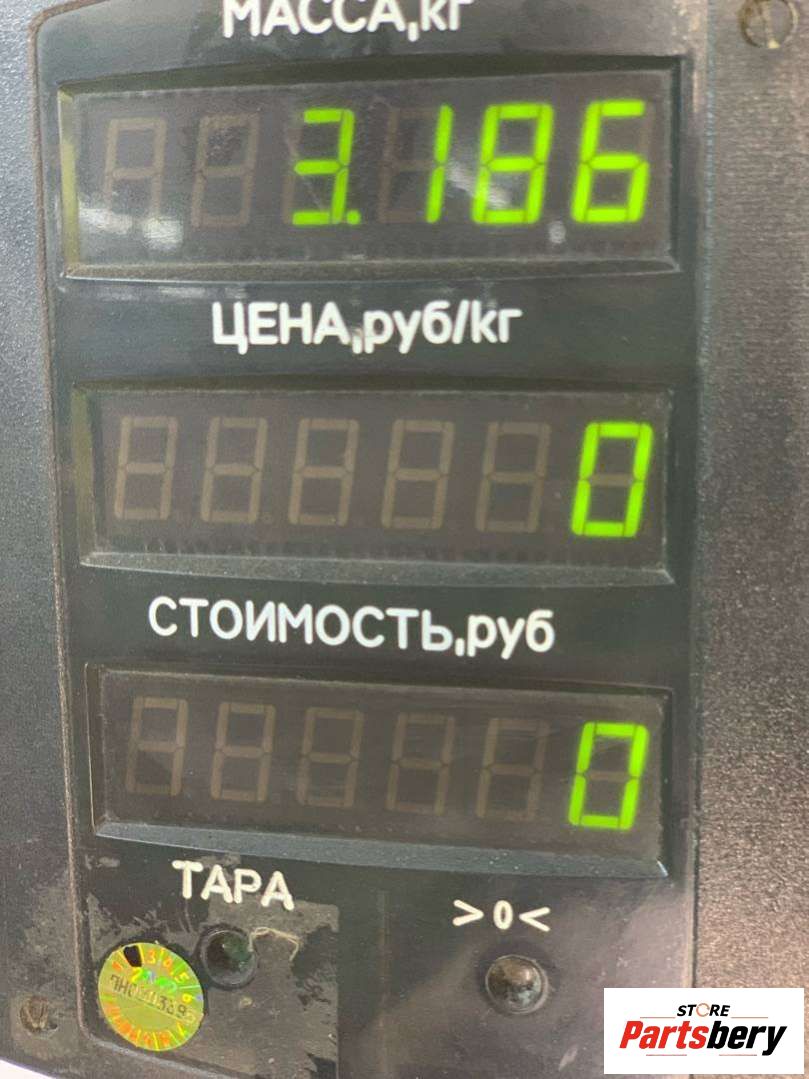 МАССА,кг
3.186
ЦЕНА,руб/кг
0
СТОИМОСТЬ,руб
0
ТАРА
>0<
STORE
Partsbery